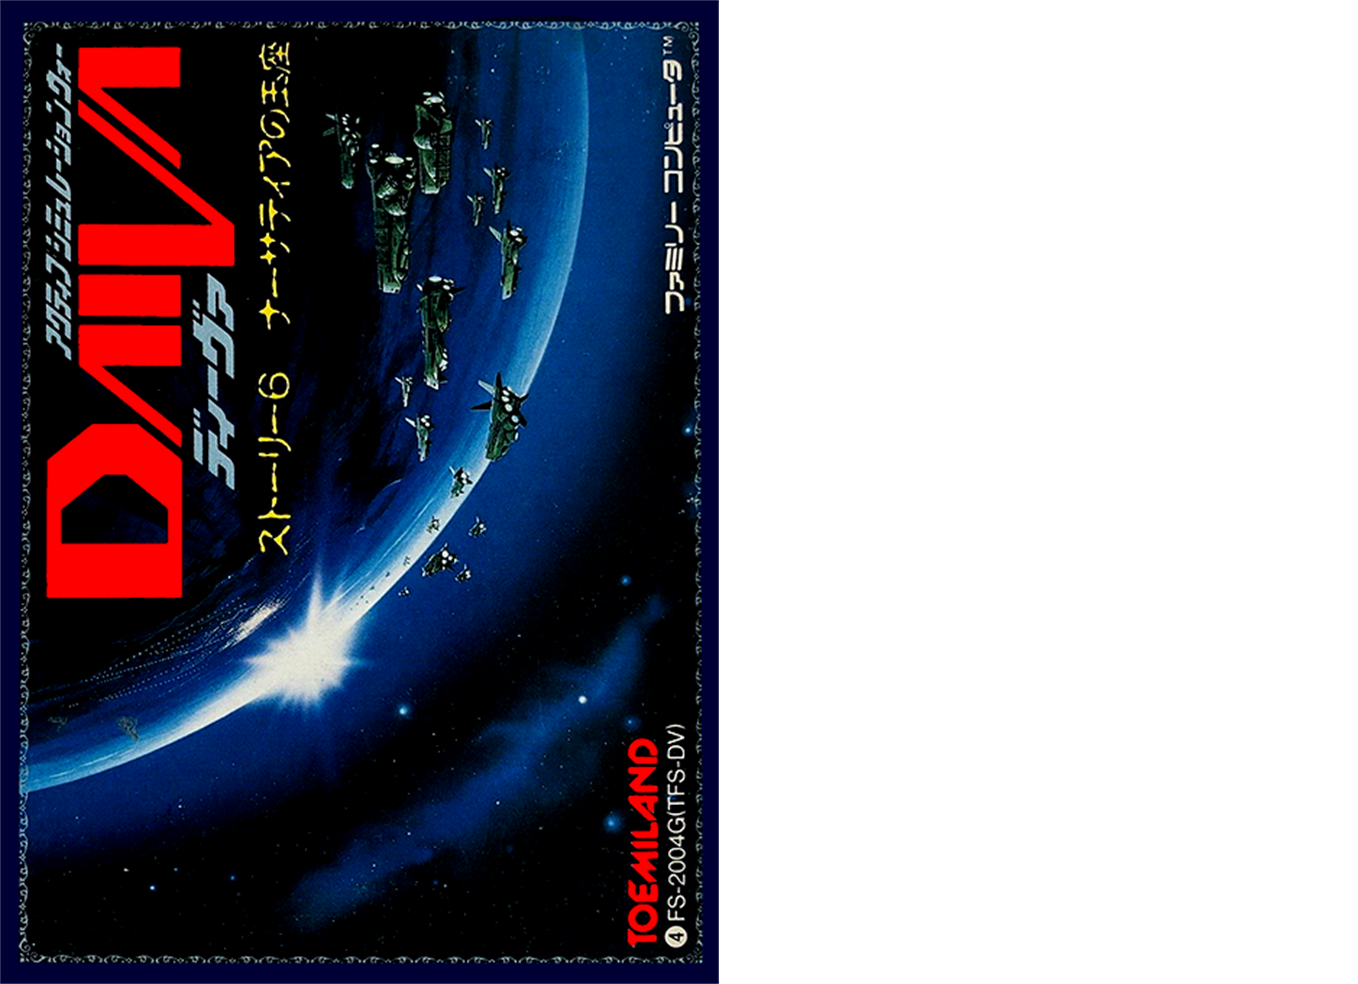 アクティブシミュレーションウォー
DAIVA
ディーヴァ
ストーリー6 ナーサティアの玉座
ファミリー コンピュータ™
TOEMILAND
❹FS-2004G(TFS-DV)